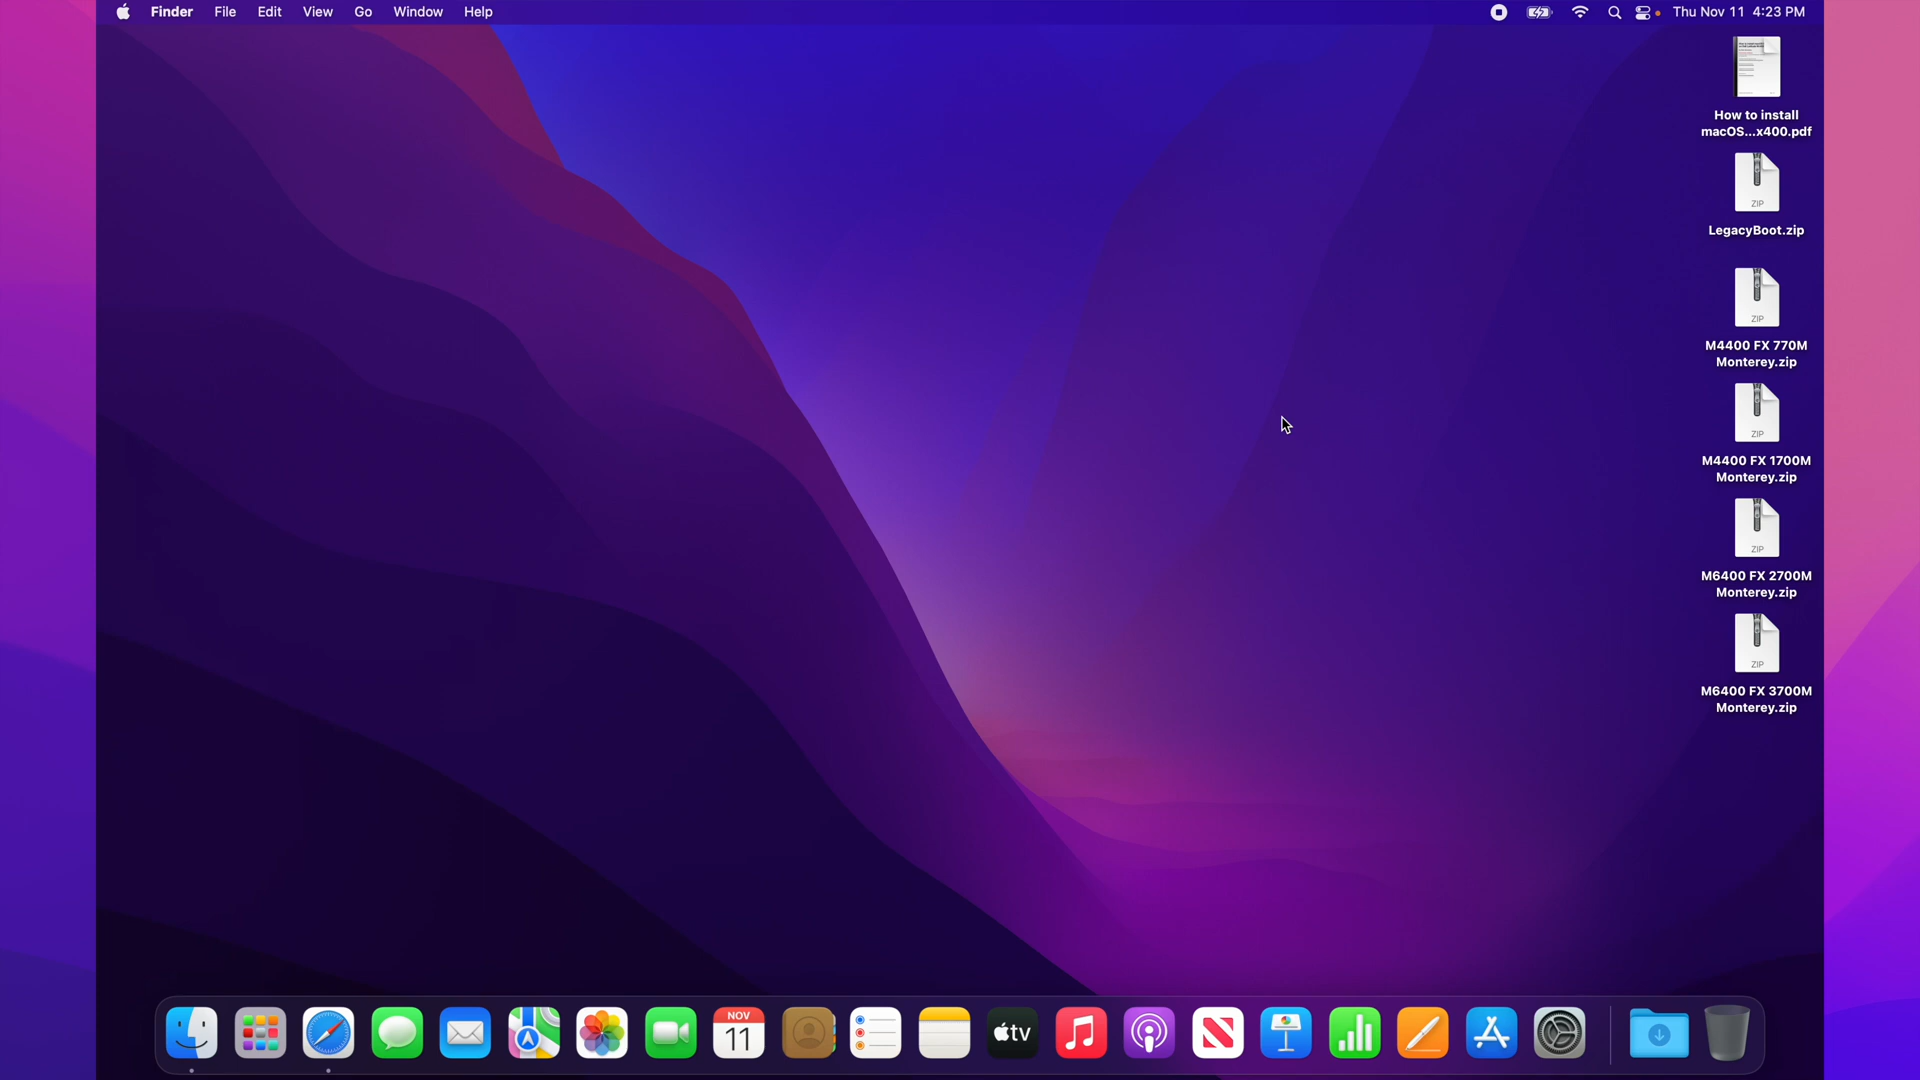 Finder File Edit View Go Window Help Thu Nov 11 4:23 PM
How to install
macOS...x400.pdf
ZIP
LegacyBoot.zip
ZIP
M4400 FX 770M
Monterey.zip
ZIP
M4400 FX 1700M
Monterey.zip
ZIP
M6400 FX 2700M
Monterey.zip
ZIP
M6400 FX 3700M
Monterey.zip
NOV
11
tv